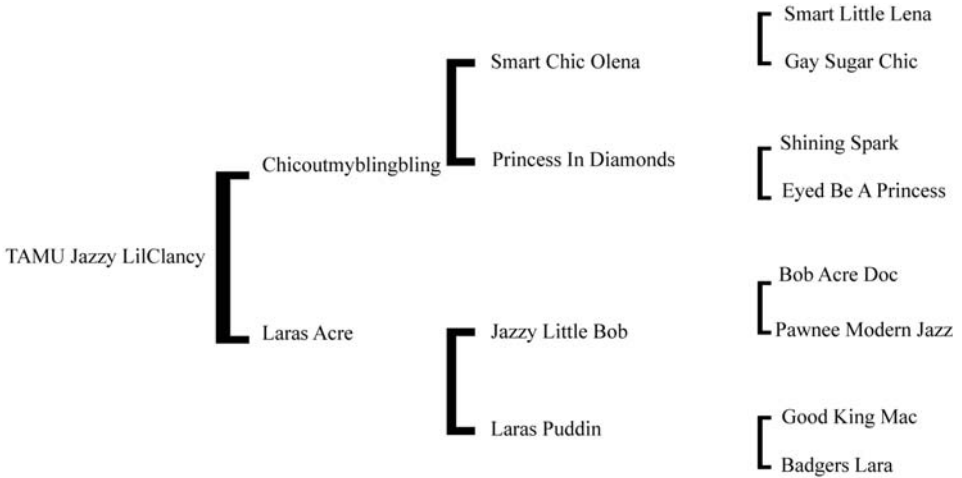 Smart Little Lena
Smart Chic Olena
Gay Sugar Chic
Shining Spark
Chicoutmyblingbling
Princess In Diamonds
Eyed Be A Princess
TAMU Jazzy LilClancy
Bob Acre Doc
Laras Acre
Jazzy Little Bob
Pawnee Modern Jazz
Good King Mac
Laras Puddin
Badgers Lara